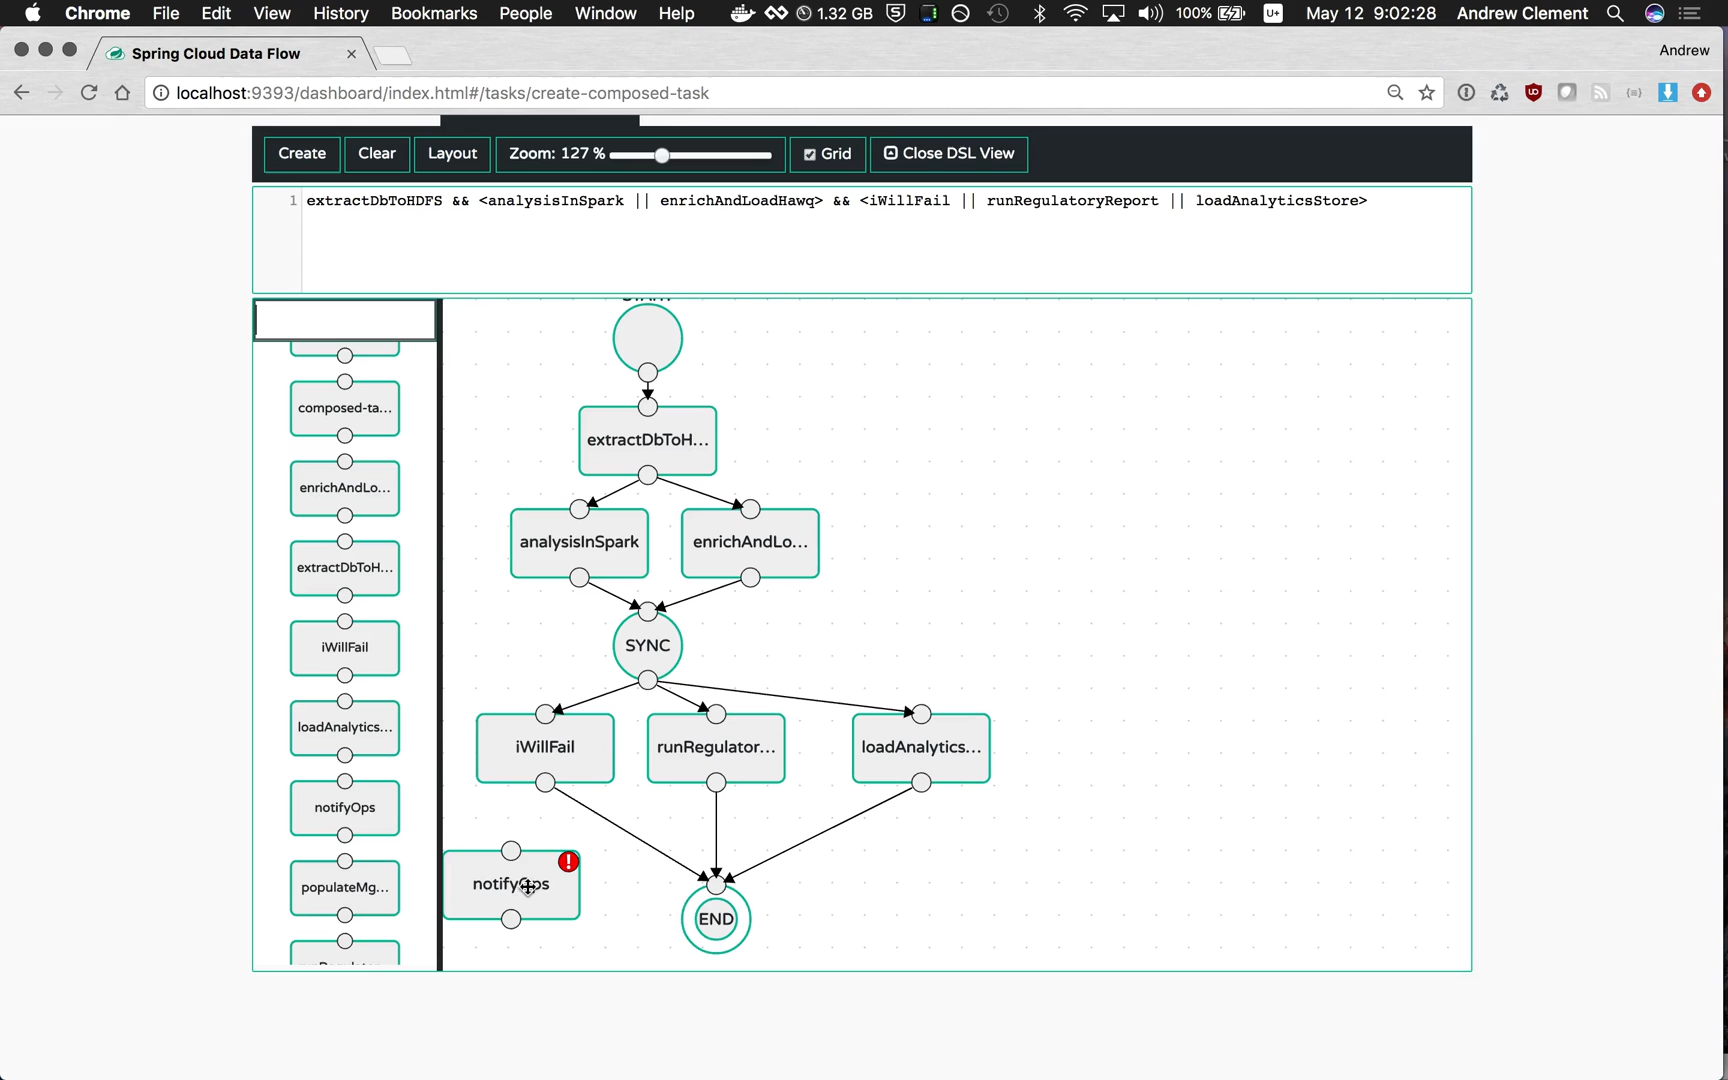 Chrome File Edit View History Bookmarks People Window Help 1.32 GB 100% U+ May 12 9:02:28 Andrew Clement
Spring Cloud Data Flow
Andrew
localhost:9393/dashboard/index.html#/tasks/create-composed-task
Create Clear Layout Zoom: 127 % Grid Close DSL View
1 extractDbToHDFS && <analysisInSpark || enrichAndLoadHawq> && <iWillFail || runRegulatoryReport || loadAnalyticsStore>
START
composed-ta...
enrichAndLo...
extractDbToH...
iWillFail
loadAnalytics...
notifyOps
populateMg...
extractDbToH...
analysisInSpark enrichAndLo...
SYNC
iWillFail runRegulator... loadAnalytics...
notifyOps
!
END